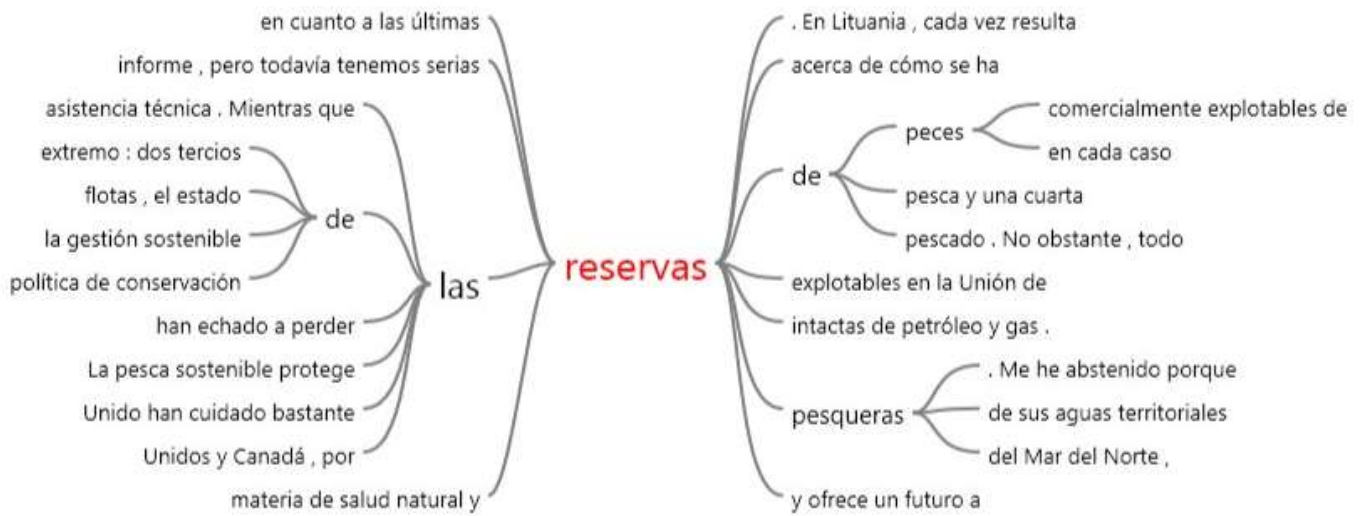 en cuanto a las últimas
informe , pero todavía tenemos serias
asistencia técnica . Mientras que
extremo : dos tercios
flotas , el estado
la gestión sostenible
política de conservación
de
han echado a perder
La pesca sostenible protege
Unido han cuidado bastante
Unidos y Canadá , por
las
materia de salud natural y
reservas
. En Lituania , cada vez resulta
acerca de cómo se ha
de
peces
comercialmente explotables de
en cada caso
pesca y una cuarta
pescado . No obstante , todo
explotables en la Unión de
intactas de petróleo y gas .
pesqueras
. Me he abstenido porque
de sus aguas territoriales
del Mar del Norte ,
y ofrece un futuro a